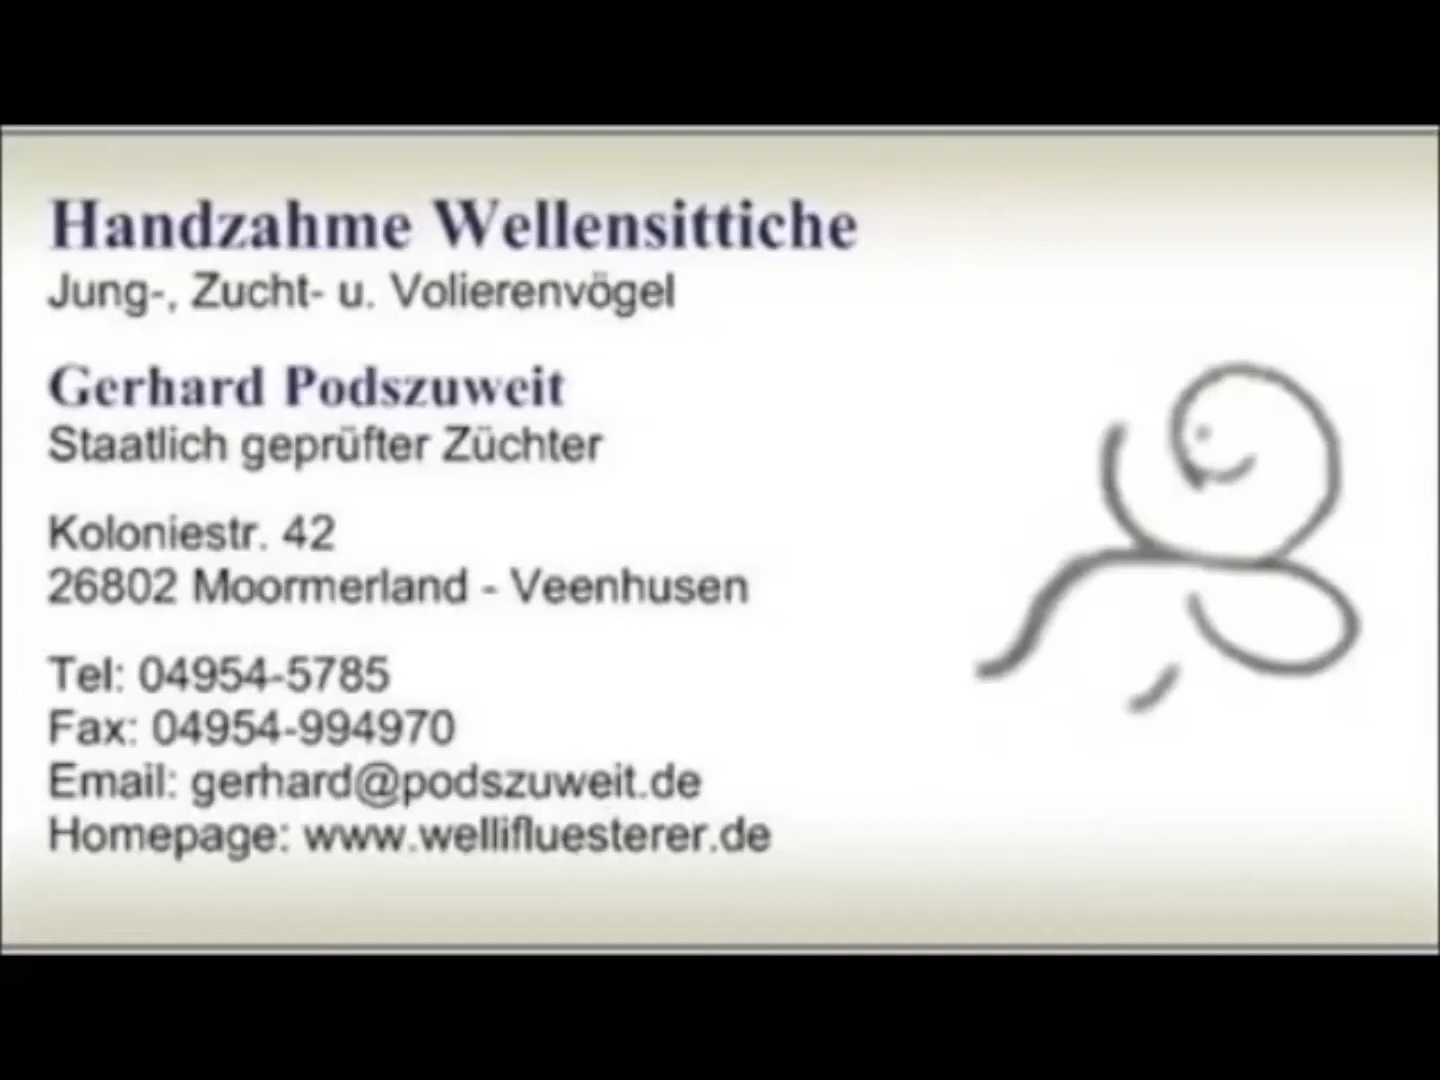 Handzahme Wellensittiche
Jung-, Zucht- u. Volierenvögel
Gerhard Podszuweit
Staatlich geprüfter Züchter
Koloniestr. 42
26802 Moormerland - Veenhusen
Tel: 04954-5785
Fax: 04954-994970
Email: gerhard@podszuweit.de
Homepage: www.wellifluesterer.de